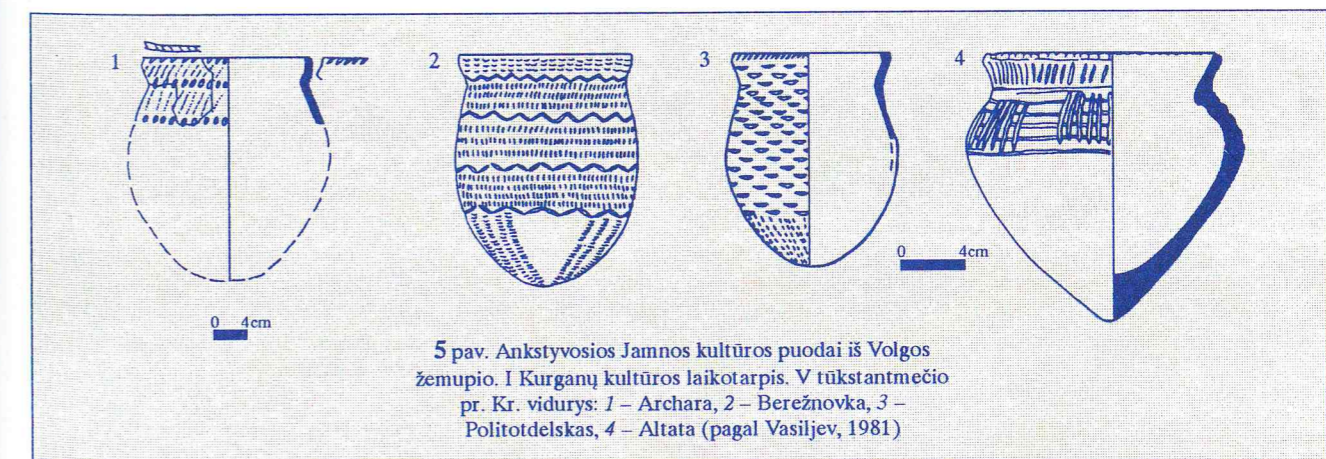 1
2
3
4
0 4cm
0 4cm
5 pav. Ankstyvosios Jamnos kultūros puodai iš Volgos
žemupio. I Kurganų kultūros laikotarpis. V tūkstantmečio
pr. Kr. vidurys: 1 – Archara, 2 – Berežnovka, 3 –
Politotdelskas, 4 – Altata (pagal Vasiljev, 1981)